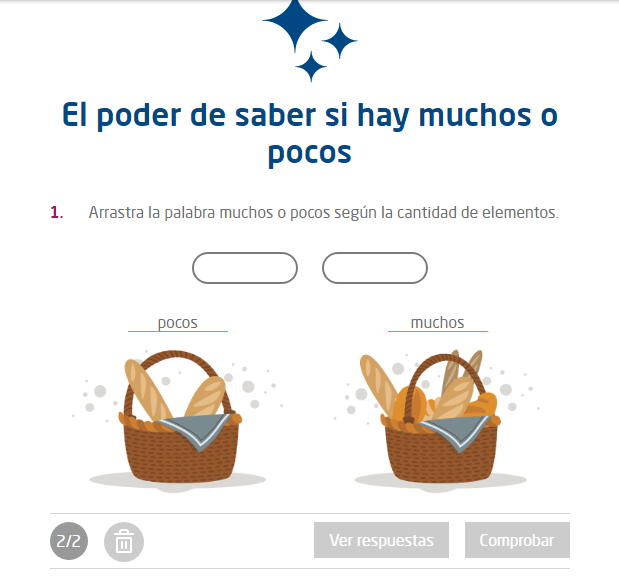 El poder de saber si hay muchos o
pocos
1. Arrastra la palabra muchos o pocos según la cantidad de elementos.
pocos
muchos
2/2
Ver respuestas
Comprobar